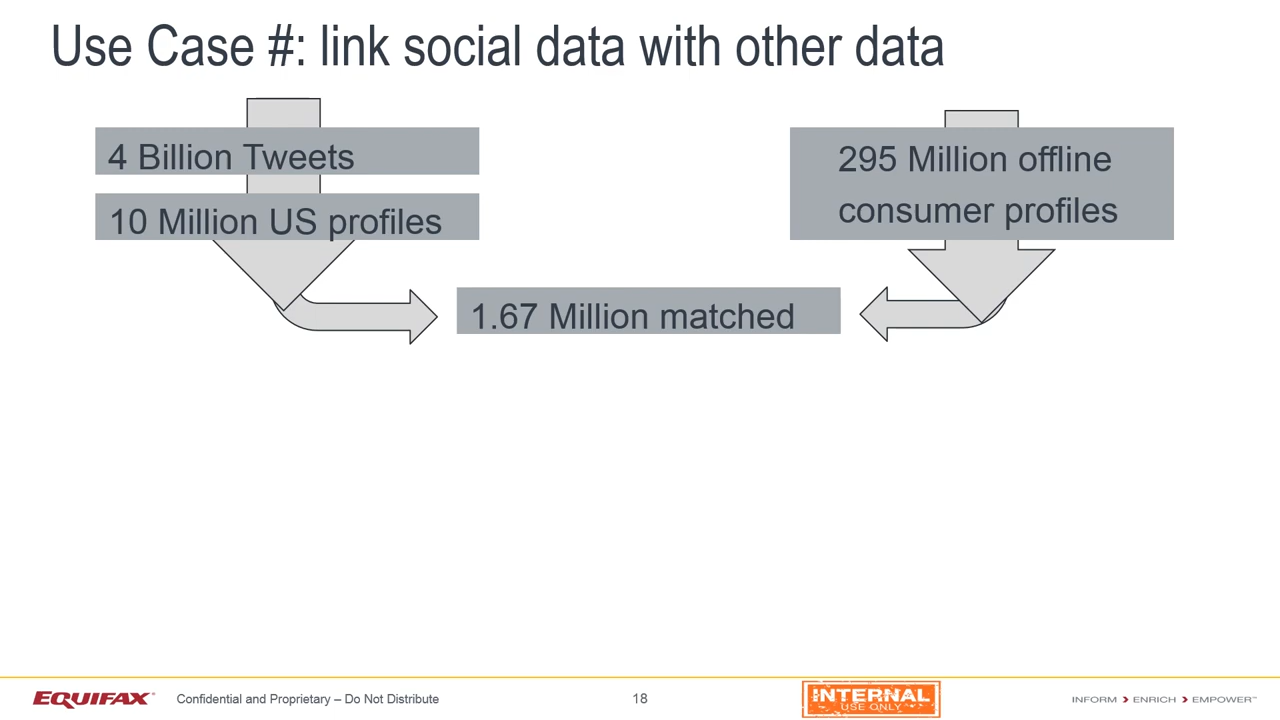 Use Case #: link social data with other data
4 Billion Tweets
10 Million US profiles
295 Million offline
consumer profiles
1.67 Million matched
EQUIFAX®
Confidential and Proprietary – Do Not Distribute
18
INTERNAL
USE ONLY
INFORM › ENRICH › EMPOWER™